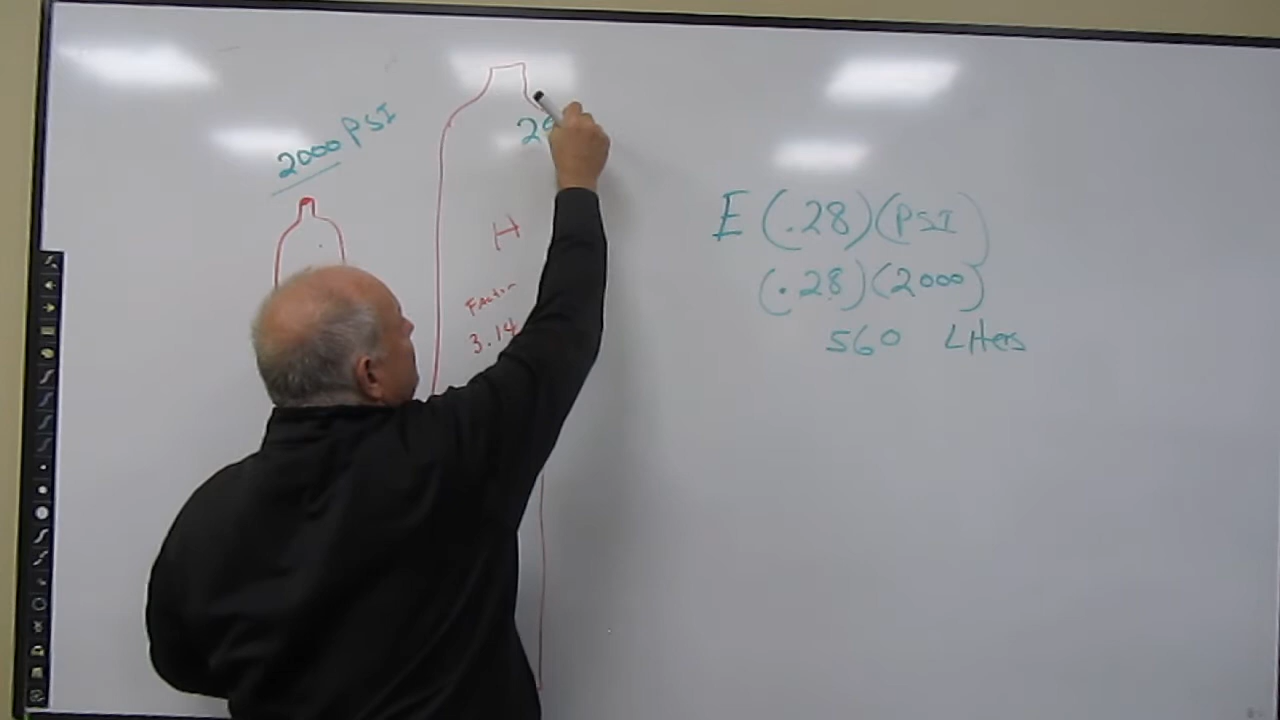 2000 PSI
H
Factor
3.14
E (.28)(PSI)
(.28)(2000)
560 Liters